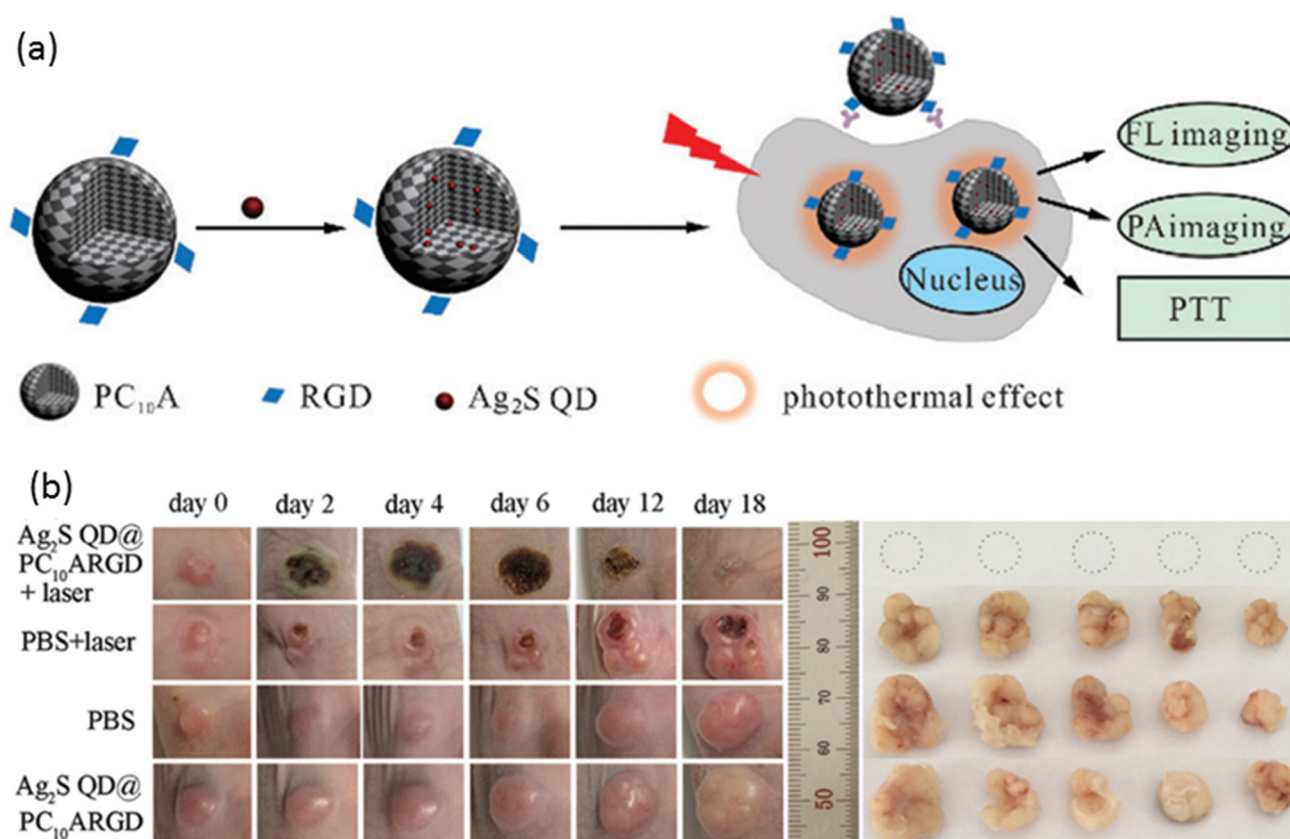 (a)
FL imaging
PA imaging
Nucleus
PTT
PC₁₀A
RGD
Ag₂S QD
photothermal effect
(b)
day 0 day 2 day 4 day 6 day 12 day 18
Ag₂S QD@
PC₁₀ARGD
+ laser
PBS+laser
PBS
Ag₂S QD@
PC₁₀ARGD
100
90
80
70
60
50